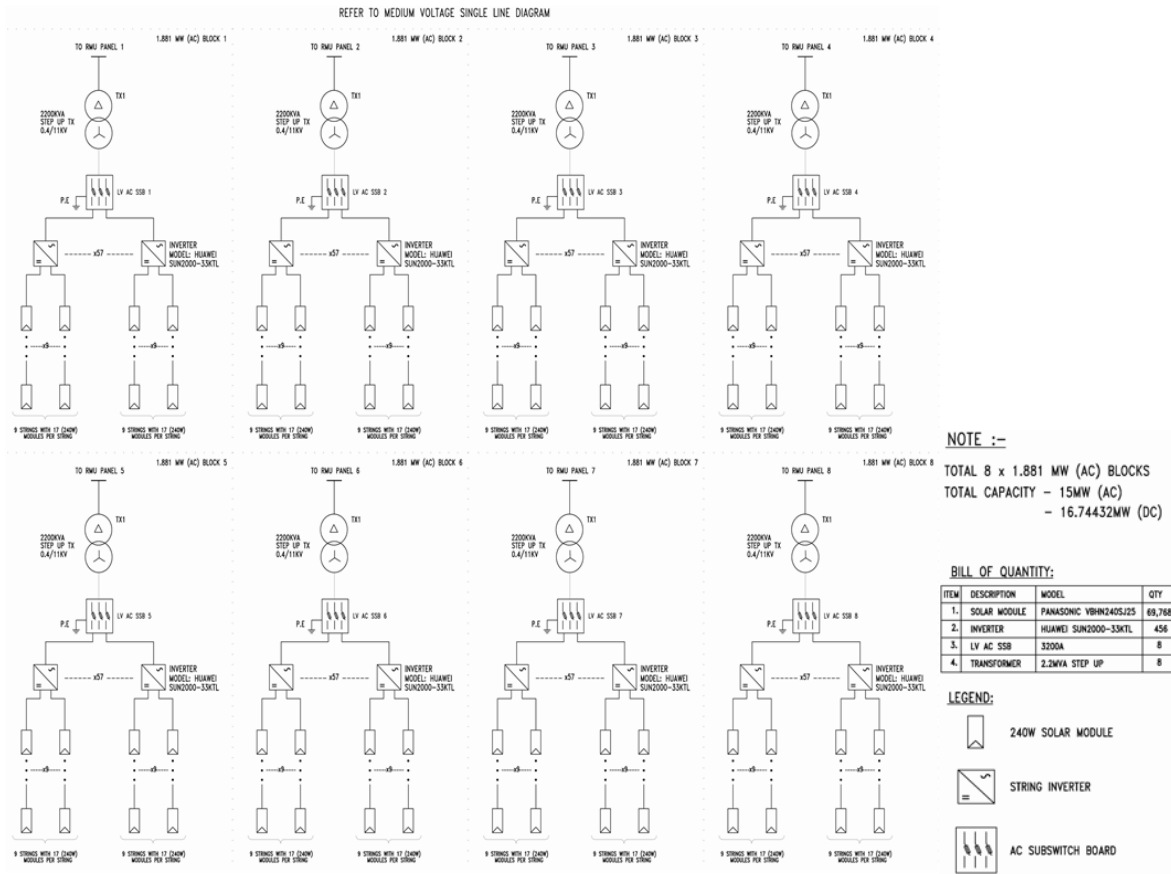 REFER TO MEDIUM VOLTAGE SINGLE LINE DIAGRAM
1.881 MW (AC) BLOCK 1
TO RMU PANEL 1
TX1
2200KVA
STEP UP TX
0.4/11KV
LV AC SSB 1
P.E
INVERTER
MODEL: HUAWEI
SUN2000-33KTL
x57
x9
x9
9 STRINGS WITH 17 (240W)
MODULES PER STRING
9 STRINGS WITH 17 (240W)
MODULES PER STRING
1.881 MW (AC) BLOCK 2
TO RMU PANEL 2
TX1
2200KVA
STEP UP TX
0.4/11KV
LV AC SSB 2
P.E
INVERTER
MODEL: HUAWEI
SUN2000-33KTL
x57
x9
x9
9 STRINGS WITH 17 (240W)
MODULES PER STRING
9 STRINGS WITH 17 (240W)
MODULES PER STRING
1.881 MW (AC) BLOCK 3
TO RMU PANEL 3
TX1
2200KVA
STEP UP TX
0.4/11KV
LV AC SSB 3
P.E
INVERTER
MODEL: HUAWEI
SUN2000-33KTL
x57
x9
x9
9 STRINGS WITH 17 (240W)
MODULES PER STRING
9 STRINGS WITH 17 (240W)
MODULES PER STRING
1.881 MW (AC) BLOCK 4
TO RMU PANEL 4
TX1
2200KVA
STEP UP TX
0.4/11KV
LV AC SSB 4
P.E
INVERTER
MODEL: HUAWEI
SUN2000-33KTL
x57
x9
x9
9 STRINGS WITH 17 (240W)
MODULES PER STRING
9 STRINGS WITH 17 (240W)
MODULES PER STRING
1.881 MW (AC) BLOCK 5
TO RMU PANEL 5
TX1
2200KVA
STEP UP TX
0.4/11KV
LV AC SSB 5
P.E
INVERTER
MODEL: HUAWEI
SUN2000-33KTL
x57
x9
x9
9 STRINGS WITH 17 (240W)
MODULES PER STRING
9 STRINGS WITH 17 (240W)
MODULES PER STRING
1.881 MW (AC) BLOCK 6
TO RMU PANEL 6
TX1
2200KVA
STEP UP TX
0.4/11KV
LV AC SSB 6
P.E
INVERTER
MODEL: HUAWEI
SUN2000-33KTL
x57
x9
x9
9 STRINGS WITH 17 (240W)
MODULES PER STRING
9 STRINGS WITH 17 (240W)
MODULES PER STRING
1.881 MW (AC) BLOCK 7
TO RMU PANEL 7
TX1
2200KVA
STEP UP TX
0.4/11KV
LV AC SSB 7
P.E
INVERTER
MODEL: HUAWEI
SUN2000-33KTL
x57
x9
x9
9 STRINGS WITH 17 (240W)
MODULES PER STRING
9 STRINGS WITH 17 (240W)
MODULES PER STRING
1.881 MW (AC) BLOCK 8
TO RMU PANEL 8
TX1
2200KVA
STEP UP TX
0.4/11KV
LV AC SSB 8
P.E
INVERTER
MODEL: HUAWEI
SUN2000-33KTL
x57
x9
x9
9 STRINGS WITH 17 (240W)
MODULES PER STRING
9 STRINGS WITH 17 (240W)
MODULES PER STRING
NOTE :-
TOTAL 8 x 1.881 MW (AC) BLOCKS
TOTAL CAPACITY - 15MW (AC)
- 16.74432MW (DC)
BILL OF QUANTITY:
ITEM DESCRIPTION MODEL QTY
1. SOLAR MODULE PANASONIC VBHN240SJ25 69,768
2. INVERTER HUAWEI SUN2000-33KTL 456
3. LV AC SSB 3200A 8
4. TRANSFORMER 2.2MVA STEP UP 8
LEGEND:
240W SOLAR MODULE
STRING INVERTER
AC SUBSWITCH BOARD